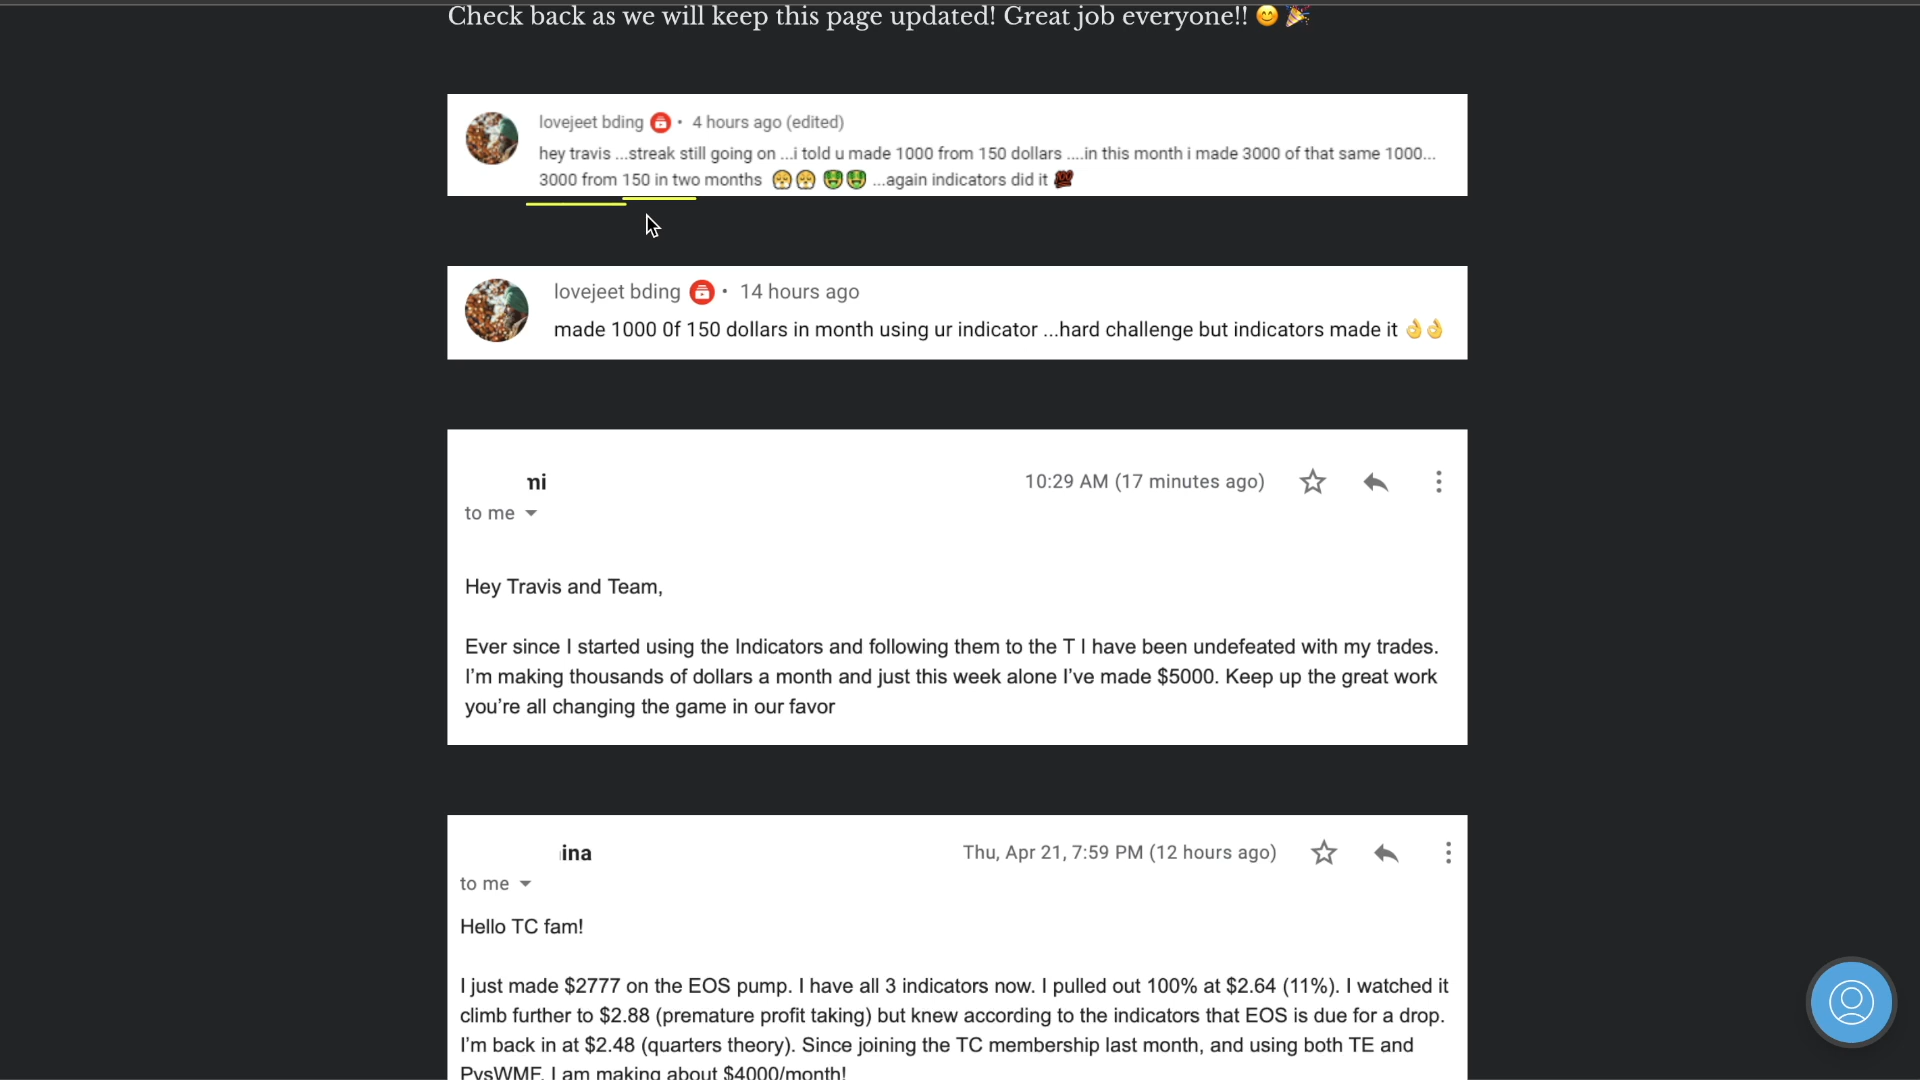 Check back as we will keep this page updated! Great job everyone!! 😊 🎉
lovejeet bding • 4 hours ago (edited)
hey travis ...streak still going on ...i told u made 1000 from 150 dollars ....in this month i made 3000 of that same 1000...
3000 from 150 in two months 😤😤 🤑🤑 ...again indicators did it 💯
lovejeet bding • 14 hours ago
made 1000 0f 150 dollars in month using ur indicator ...hard challenge but indicators made it 👌👌
mi 10:29 AM (17 minutes ago)
to me
Hey Travis and Team,
Ever since I started using the Indicators and following them to the T I have been undefeated with my trades.
I'm making thousands of dollars a month and just this week alone I've made $5000. Keep up the great work
you're all changing the game in our favor
ina Thu, Apr 21, 7:59 PM (12 hours ago)
to me
Hello TC fam!
I just made $2777 on the EOS pump. I have all 3 indicators now. I pulled out 100% at $2.64 (11%). I watched it
climb further to $2.88 (premature profit taking) but knew according to the indicators that EOS is due for a drop.
I'm back in at $2.48 (quarters theory). Since joining the TC membership last month, and using both TE and
PvsWMF, I am making about $4000/month!